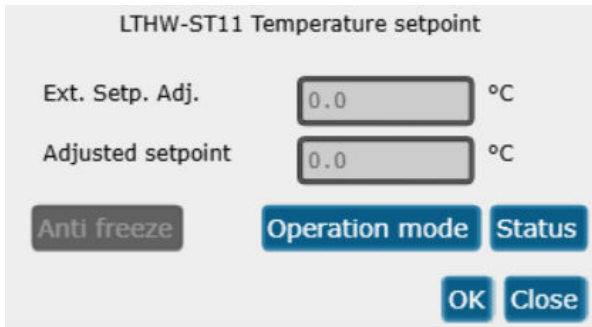 LTHW-ST11 Temperature setpoint
Ext. Setp. Adj. 0.0 °C
Adjusted setpoint 0.0 °C
Anti freeze Operation mode Status
OK Close